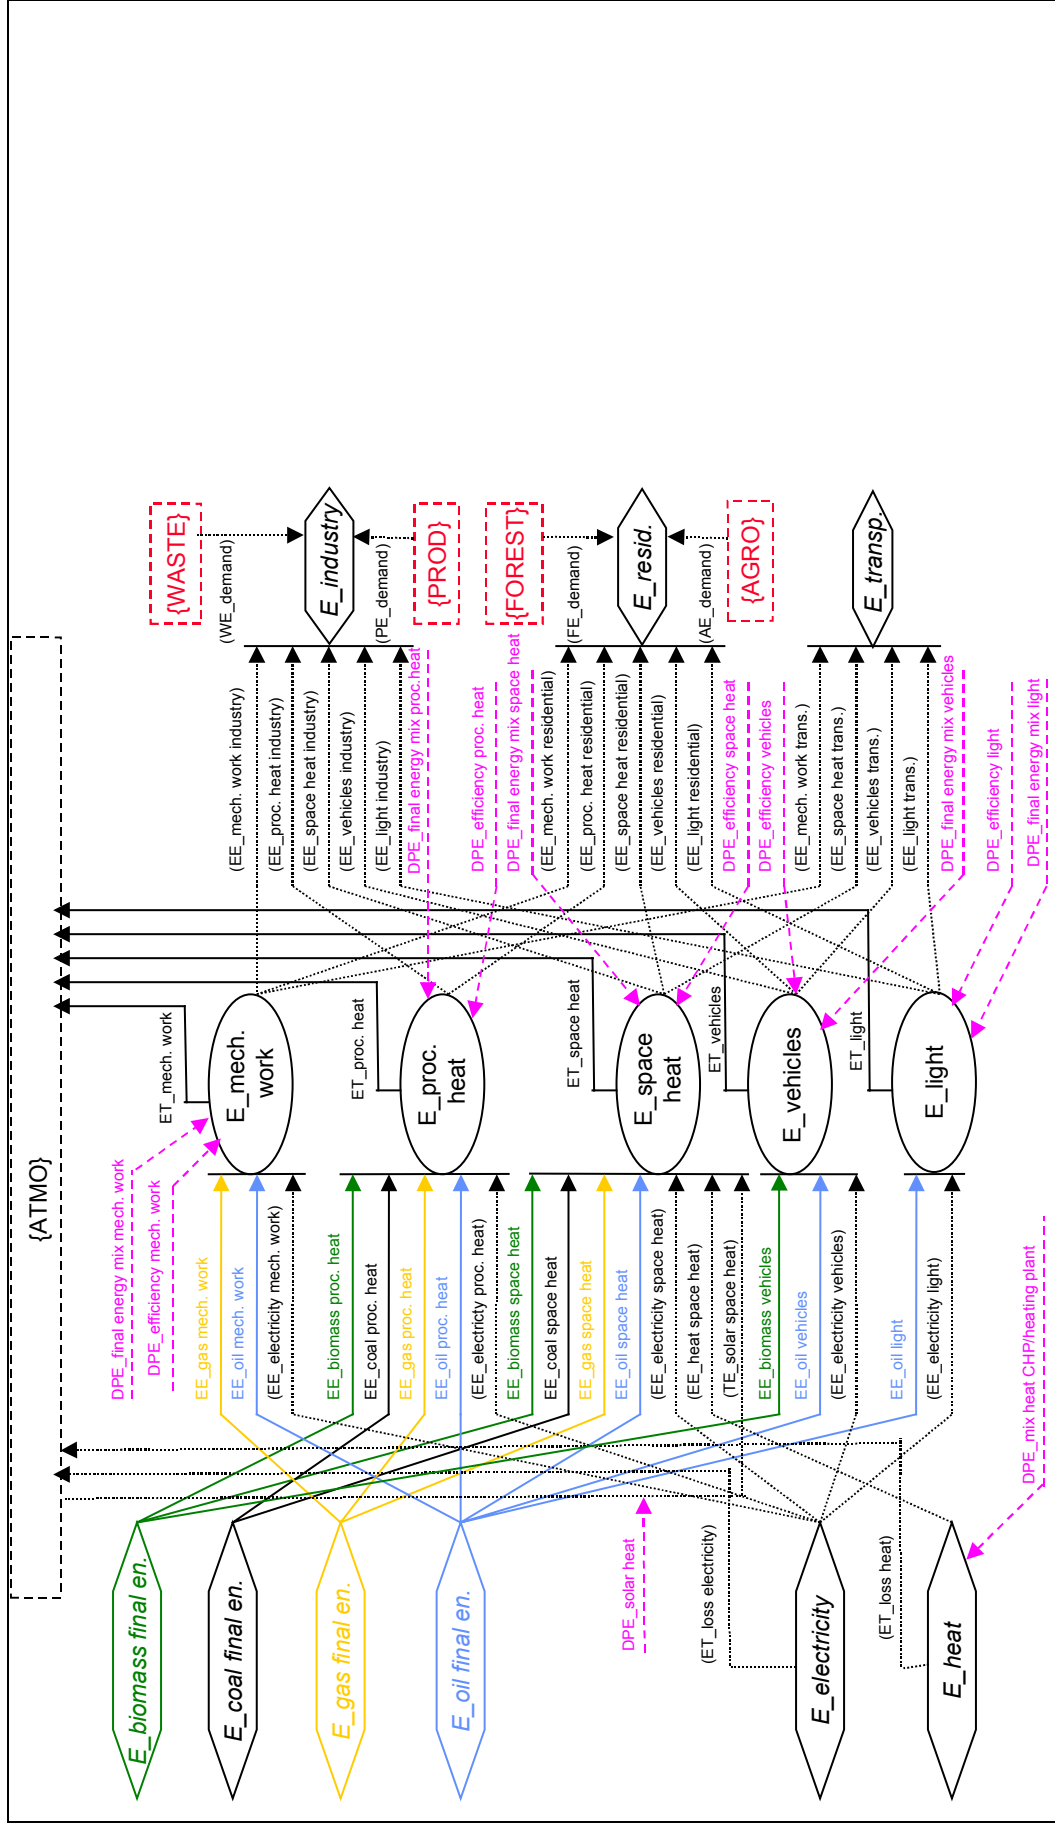 {ATMO}
E_biomass final en.
E_coal final en.
E_gas final en.
E_oil final en.
E_electricity
E_heat
DPE_solar heat
(ET_loss electricity)
(ET_loss heat)
DPE_mix heat CHP/heating plant
DPE_final energy mix mech. work
DPE_efficiency mech. work
EE_gas mech. work
EE_oil mech. work
(EE_electricity mech. work)
EE_biomass proc. heat
EE_coal proc. heat
EE_gas proc. heat
EE_oil proc. heat
(EE_electricty proc. heat)
EE_biomass space heat
EE_coal space heat
EE_gas space heat
EE_oil space heat
(EE_electricity space heat)
(EE_heat space heat)
(TE_solar space heat)
EE_biomass vehicles
EE_oil vehicles
(EE_electricity vehicles)
EE_oil light
(EE_electricity light)
ET_mech. work
ET_proc. heat
ET_space heat
ET_vehicles
ET_light
E_mech.
work
E_proc.
heat
E_space
heat
E_vehicles
E_light
(EE_mech. work industry)
(EE_proc. heat industry)
(EE_space heat industry)
(EE_vehicles industry)
(EE_light industry)
DPE_final energy mix proc.heat
DPE_efficiency proc. heat
DPE_final energy mix space heat
(EE_mech. work residential)
(EE_proc. heat residential)
(EE_space heat residential)
(EE_vehicles residential)
(EE_light residential)
DPE_efficiency space heat
DPE_efficiency vehicles
(EE_mech. work trans.)
(EE_space heat trans.)
(EE_vehicles trans.)
(EE_light trans.)
DPE_final energy mix vehicles
DPE_efficiency light
DPE_final energy mix light
{WASTE}
(WE_demand)
E_industry
(PE_demand)
{PROD}
{FOREST}
(FE_demand)
E_resid.
(AE_demand)
{AGRO}
E_transp.